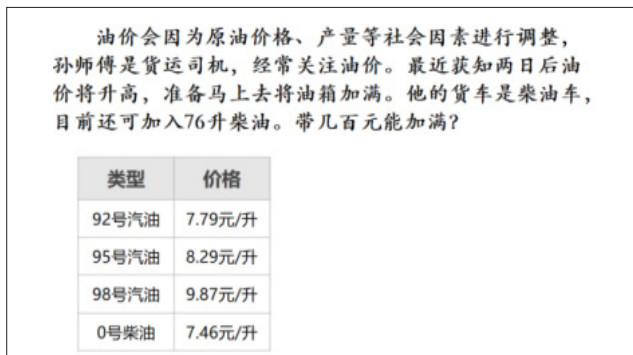 油价会因为原油价格、产量等社会因素进行调整，
孙师傅是货运司机，经常关注油价。最近获知两日后油
价将升高，准备马上去将油箱加满。他的货车是柴油车，
目前还可加入76升柴油。带几百元能加满？
类型 价格
92号汽油 7.79元/升
95号汽油 8.29元/升
98号汽油 9.87元/升
0号柴油 7.46元/升